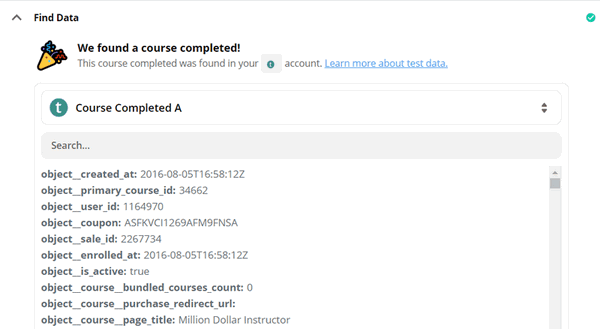 Find Data
We found a course completed!
This course completed was found in your t account. Learn more about test data.
t Course Completed A
Search...
object__created_at: 2016-08-05T16:58:12Z
object__primary_course_id: 34662
object__user_id: 1164970
object__coupon: ASFKVCI1269AFM9FNSA
object__sale_id: 2267734
object__enrolled_at: 2016-08-05T16:58:12Z
object__is_active: true
object__course__bundled_courses_count: 0
object__course__purchase_redirect_url:
object__course__page_title: Million Dollar Instructor